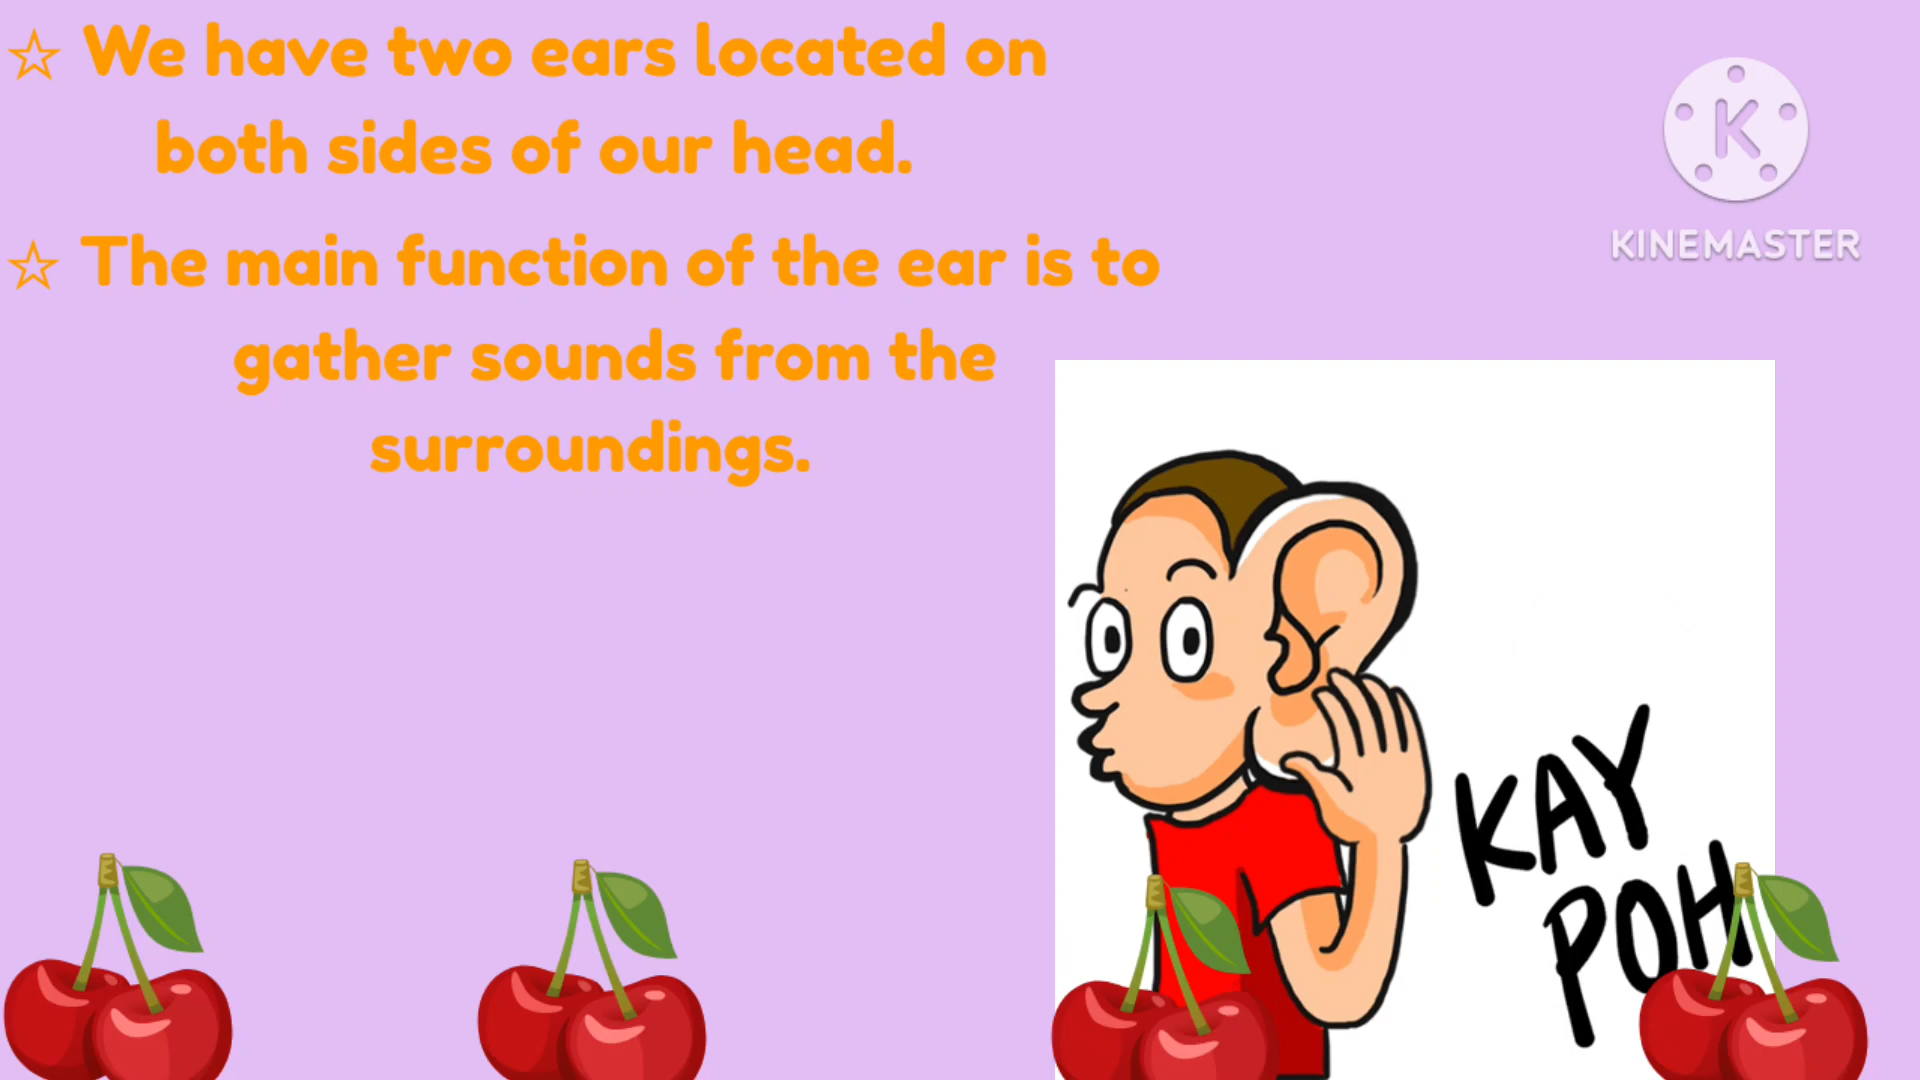 ☆ We have two ears located on
both sides of our head.
☆ The main function of the ear is to
gather sounds from the
surroundings.
K
KINEMASTER
KAY
POH